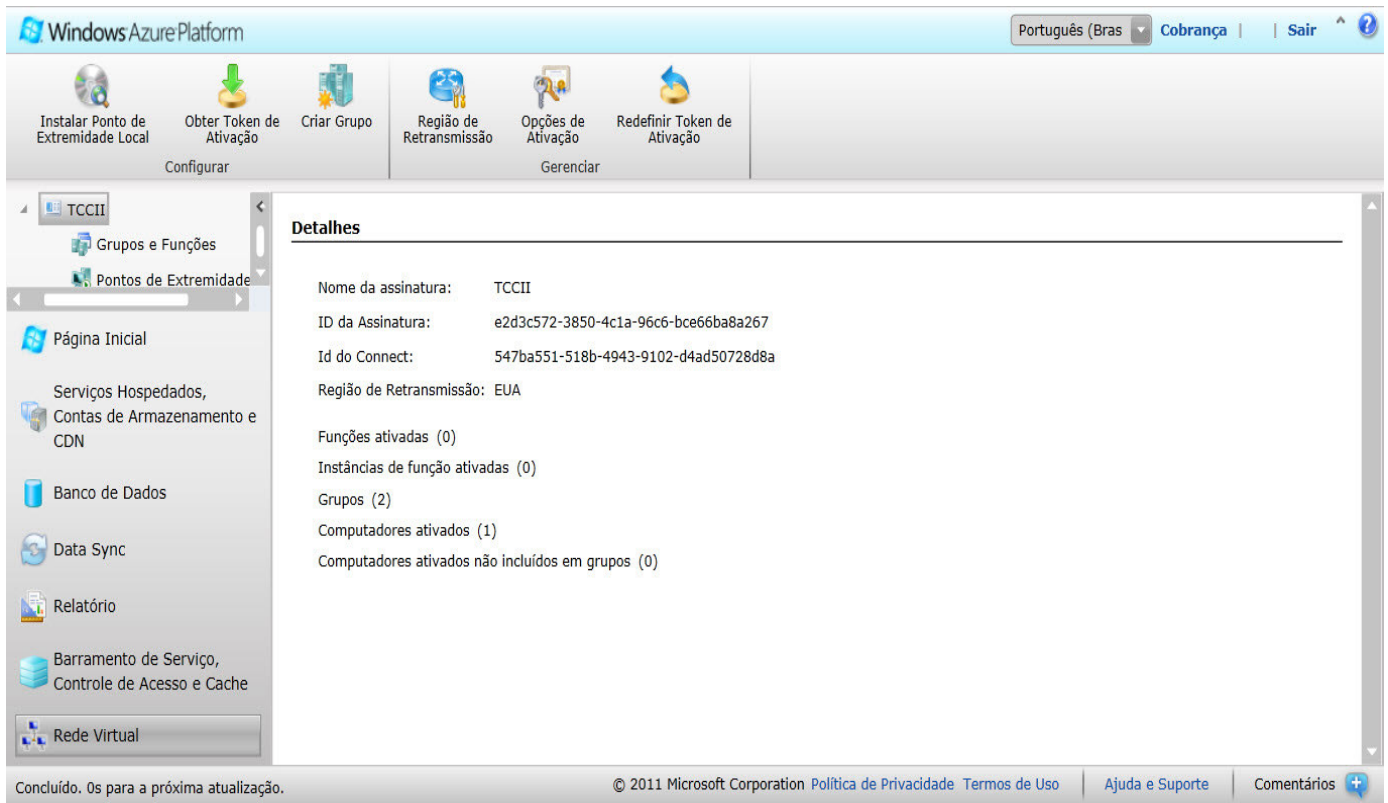 Windows Azure Platform
Português (Bras
Cobrança | | Sair
Instalar Ponto de
Extremidade Local
Obter Token de
Ativação
Criar Grupo
Configurar
Região de
Retransmissão
Opções de
Ativação
Redefinir Token de
Ativação
Gerenciar
TCCII
Grupos e Funções
Pontos de Extremidade
Página Inicial
Serviços Hospedados,
Contas de Armazenamento e
CDN
Banco de Dados
Data Sync
Relatório
Barramento de Serviço,
Controle de Acesso e Cache
Rede Virtual
Detalhes
Nome da assinatura: TCCII
ID da Assinatura: e2d3c572-3850-4c1a-96c6-bce66ba8a267
Id do Connect: 547ba551-518b-4943-9102-d4ad50728d8a
Região de Retransmissão: EUA
Funções ativadas (0)
Instâncias de função ativadas (0)
Grupos (2)
Computadores ativados (1)
Computadores ativados não incluídos em grupos (0)
Concluído. 0s para a próxima atualização.
© 2011 Microsoft Corporation Política de Privacidade Termos de Uso
Ajuda e Suporte
Comentários